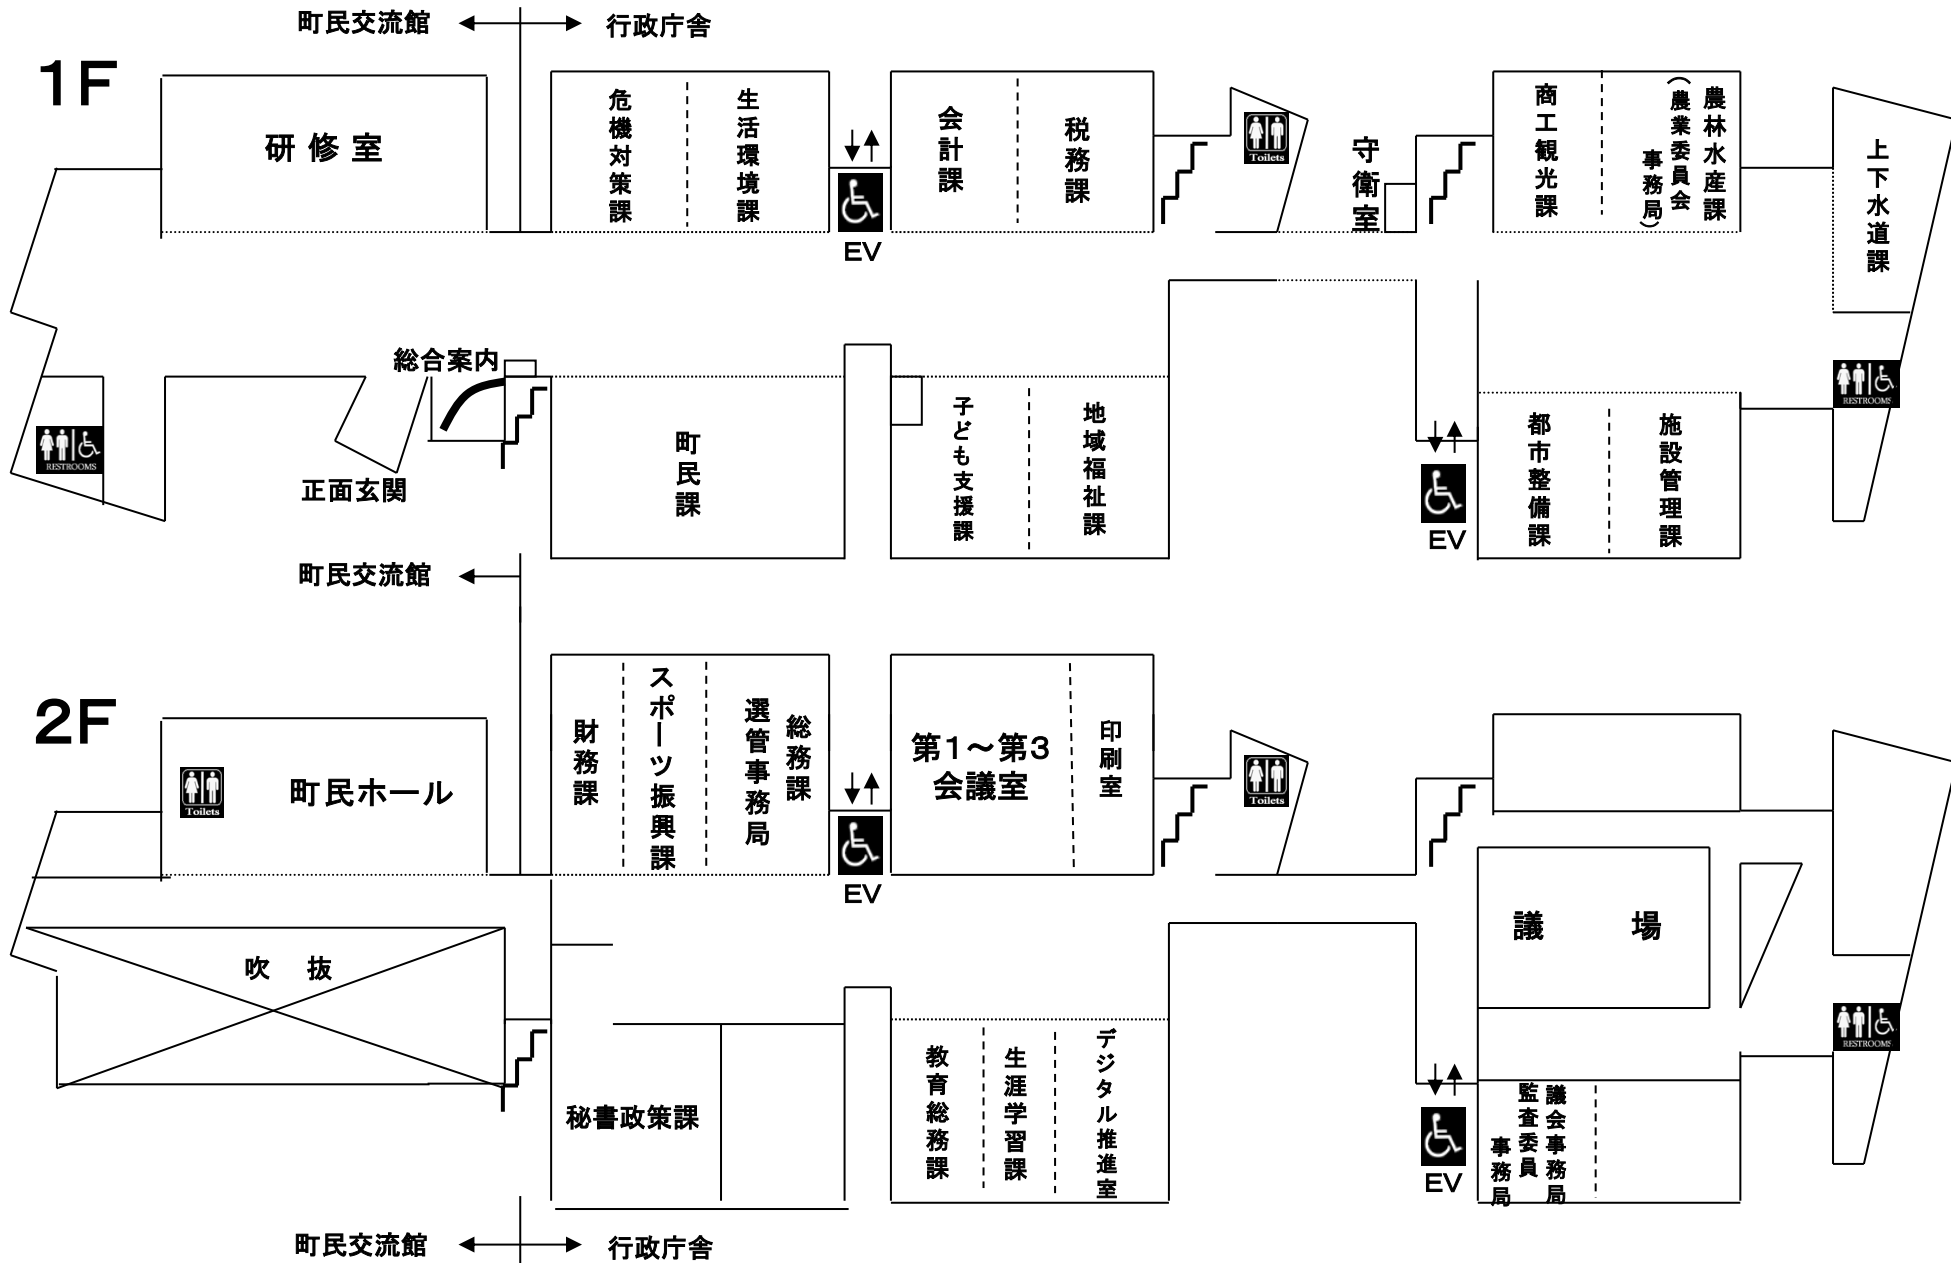 町民交流館
行政庁舎
1F
研修室
危機対策課
生活環境課
EV
会計課
税務課
Toilets
守衛室
商工観光課
農林水産課
(農業委員会
事務局)
上下水道課
総合案内
RESTROOMS
正面玄関
町民課
子ども支援課
地域福祉課
EV
都市整備課
施設管理課
RESTROOMS
町民交流館
2F
Toilets
町民ホール
財務課
スポーツ振興課
総務課
選管事務局
EV
第1～第3
会議室
印刷室
Toilets
議場
吹抜
秘書政策課
教育総務課
生涯学習課
デジタル推進室
EV
議会事務局
監査委員
事務局
RESTROOMS
町民交流館
行政庁舎